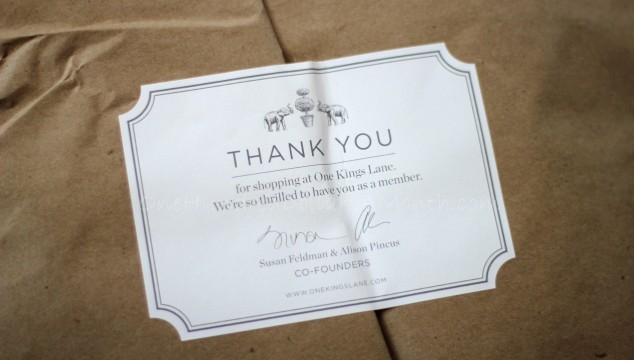 THANK YOU
for shopping at One Kings Lane.
We're so thrilled to have you as a member.
Susan Feldman & Alison Pincus
CO-FOUNDERS
WWW.ONEKINGSLANE.COM